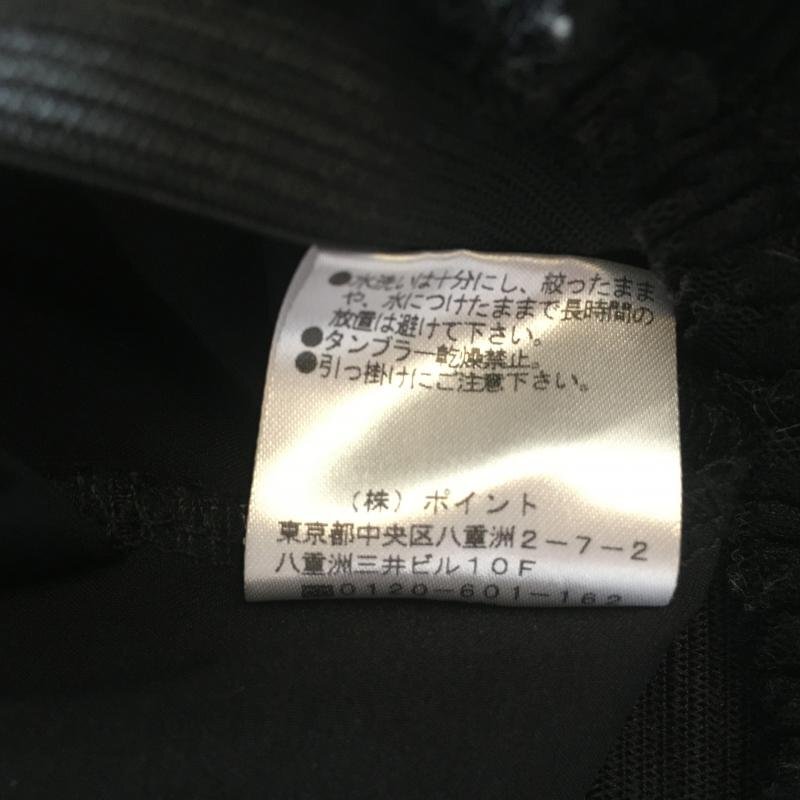 ●水洗いは十分にし、絞ったまま
や、水につけたままで長時間の
放置は避けて下さい。
●タンブラー乾燥禁止。
●引っ掛けにご注意下さい。
(株) ポイント
東京都中央区八重洲2-7-2
八重洲三井ビル10F
0120-601-162